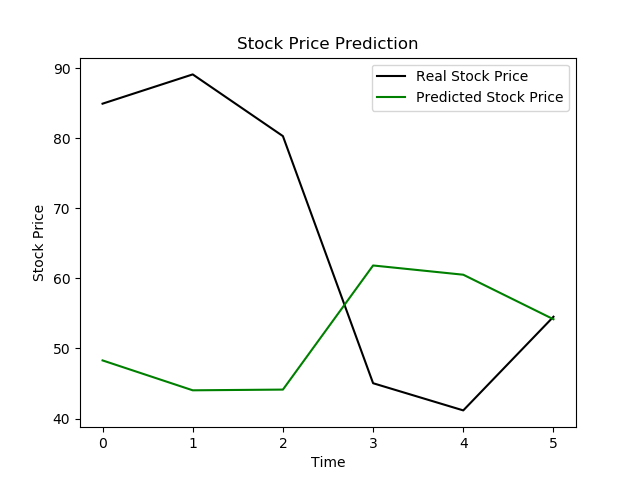 Stock Price Prediction
Real Stock Price
Predicted Stock Price
90
80
70
60
50
40
Stock Price
0 1 2 3 4 5
Time